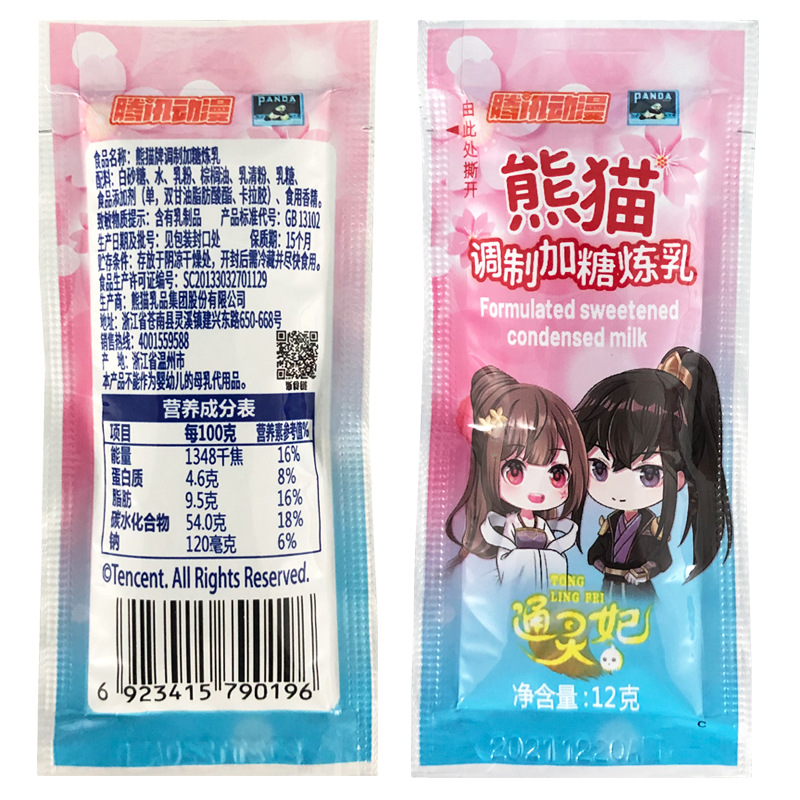 腾讯动漫
PANDA
食品名称：熊猫牌调制加糖炼乳
配料：白砂糖、水、乳粉、棕榈油、乳清粉、乳糖、
食品添加剂（单，双甘油脂肪酸酯、卡拉胶）、食用香精。
致敏物质提示：含有乳制品 产品标准代号：GB 13102
生产日期及批号：见包装封口处 保质期：15个月
贮存条件：存放于阴凉干燥处，开封后需冷藏并尽快食用。
食品生产许可证编号：SC20133032701129
生产商：熊猫乳品集团股份有限公司
地址：浙江省苍南县灵溪镇建兴东路650-668号
销售热线：4001559588
产 地：浙江省温州市
本产品不能作为婴幼儿的母乳代用品。
营养成分表
项目 每100克 营养素参考值%
能量 1348千焦 16%
蛋白质 4.6克 8%
脂肪 9.5克 16%
碳水化合物 54.0克 18%
钠 120毫克 6%
©Tencent. All Rights Reserved.
6 923415 790196
腾讯动漫
PANDA
由此处撕开
熊猫
调制加糖炼乳
Formulated sweetened
condensed milk
TONG
LING FEI
通灵妃
净含量：12克
C
20211220A